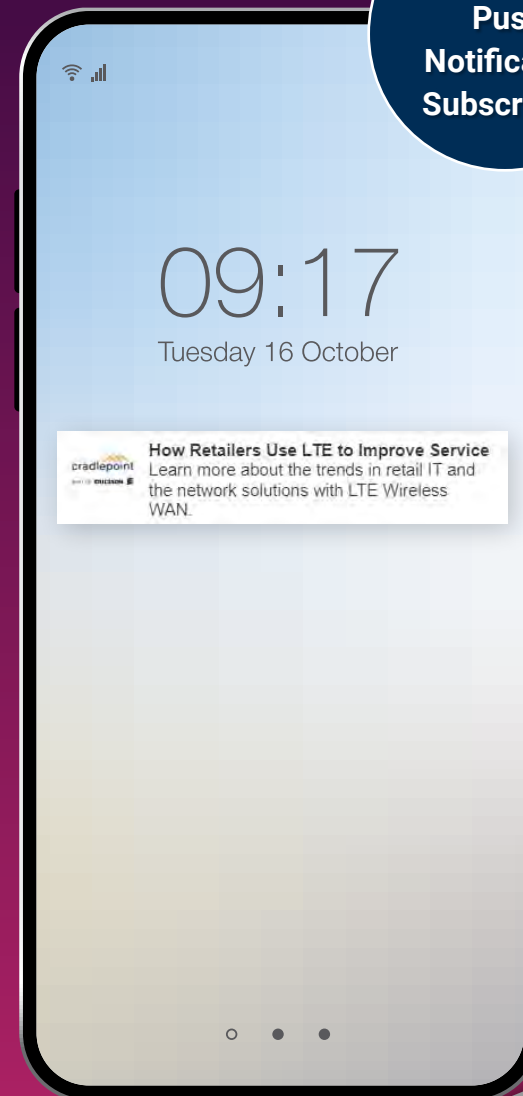 Pus
Notifica
Subscr
09:17
Tuesday 16 October
cradlepoint
ERICSSON
How Retailers Use LTE to Improve Service
Learn more about the trends in retail IT and
the network solutions with LTE Wireless
WAN.